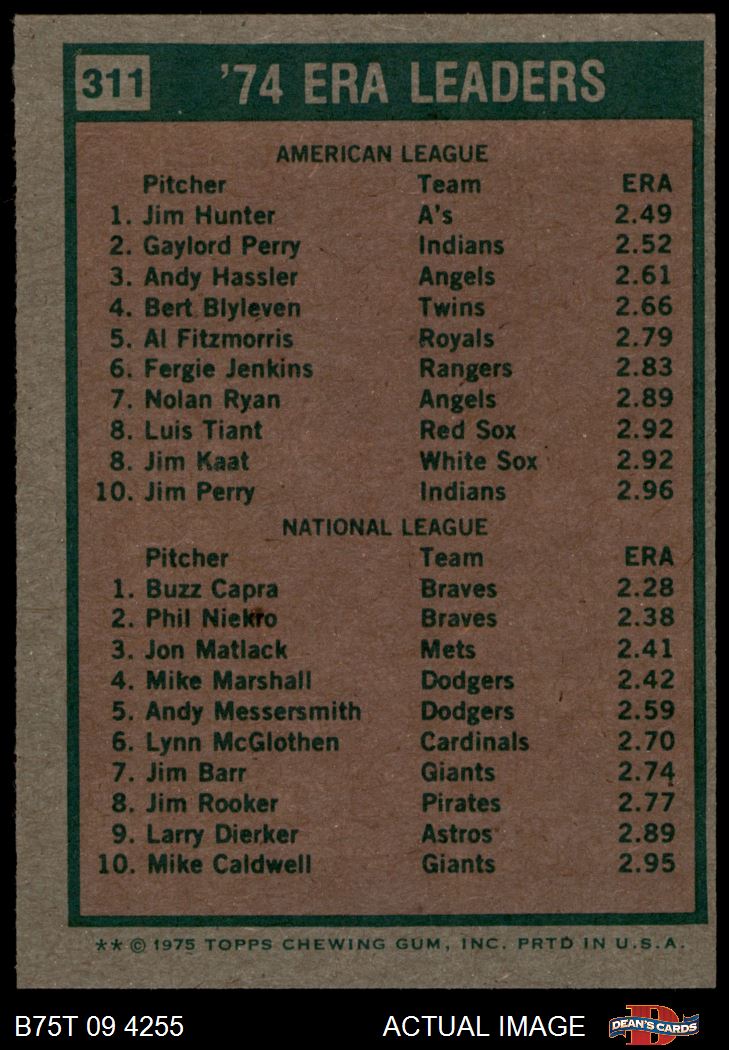 311 '74 ERA LEADERS
AMERICAN LEAGUE
Pitcher Team ERA
1. Jim Hunter A's 2.49
2. Gaylord Perry Indians 2.52
3. Andy Hassler Angels 2.61
4. Bert Blyleven Twins 2.66
5. Al Fitzmorris Royals 2.79
6. Fergie Jenkins Rangers 2.83
7. Nolan Ryan Angels 2.89
8. Luis Tiant Red Sox 2.92
8. Jim Kaat White Sox 2.92
10. Jim Perry Indians 2.96
NATIONAL LEAGUE
Pitcher Team ERA
1. Buzz Capra Braves 2.28
2. Phil Niekro Braves 2.38
3. Jon Matlack Mets 2.41
4. Mike Marshall Dodgers 2.42
5. Andy Messersmith Dodgers 2.59
6. Lynn McGlothen Cardinals 2.70
7. Jim Barr Giants 2.74
8. Jim Rooker Pirates 2.77
9. Larry Dierker Astros 2.89
10. Mike Caldwell Giants 2.95
** © 1975 TOPPS CHEWING GUM, INC. PRTD IN U.S.A.
B75T 09 4255 ACTUAL IMAGE D DEAN'S CARDS